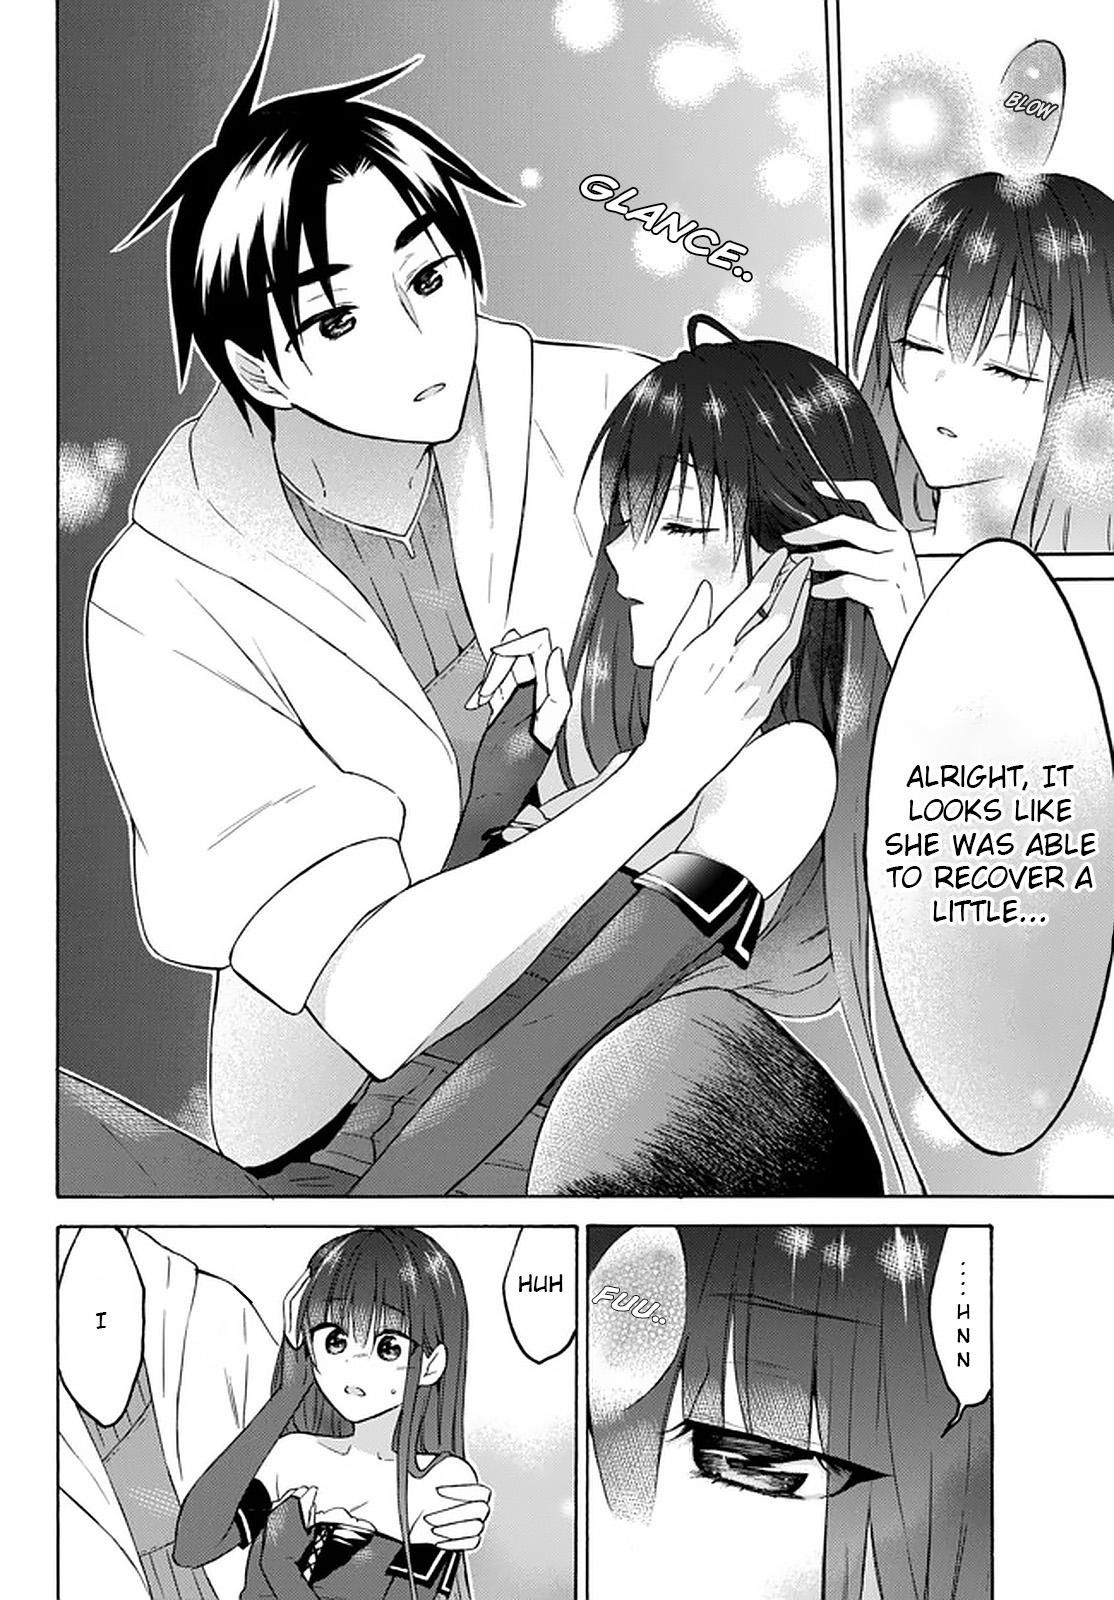 BLOW
GLANCE..
ALRIGHT, IT
LOOKS LIKE
SHE WAS ABLE
TO RECOVER A
LITTLE...
....HNN
FUU..
HUH
I